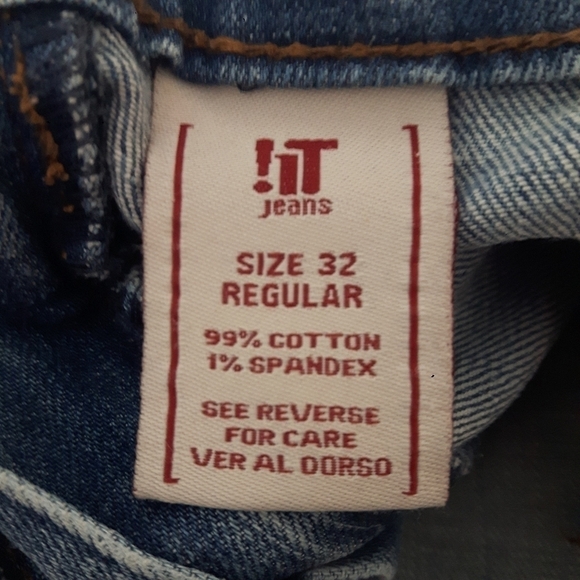 !iT
jeans
SIZE 32
REGULAR
99% COTTON
1% SPANDEX
SEE REVERSE
FOR CARE
VER AL DORSO